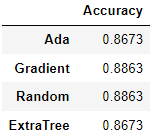 Accuracy
Ada 0.8673
Gradient 0.8863
Random 0.8863
ExtraTree 0.8673